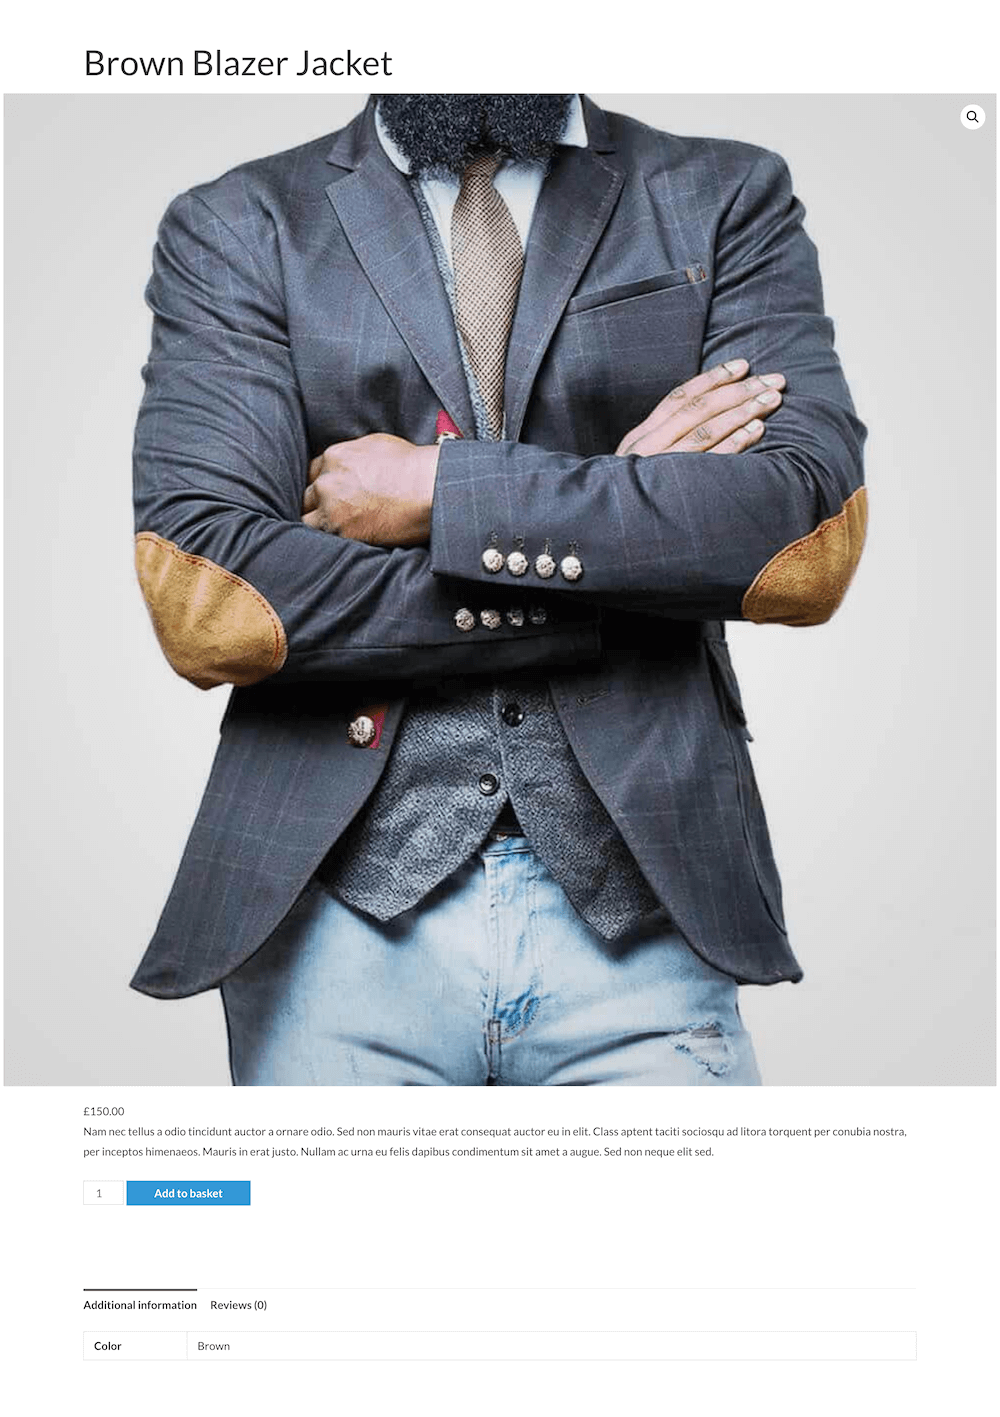 Brown Blazer Jacket
£150.00
Nam nec tellus a odio tincidunt auctor a ornare odio. Sed non mauris vitae erat consequat auctor eu in elit. Class aptent taciti sociosqu ad litora torquent per conubia nostra,
per inceptos himenaeos. Mauris in erat justo. Nullam ac urna eu felis dapibus condimentum sit amet a augue. Sed non neque elit sed.
1 Add to basket
Additional information Reviews (0)
Color Brown